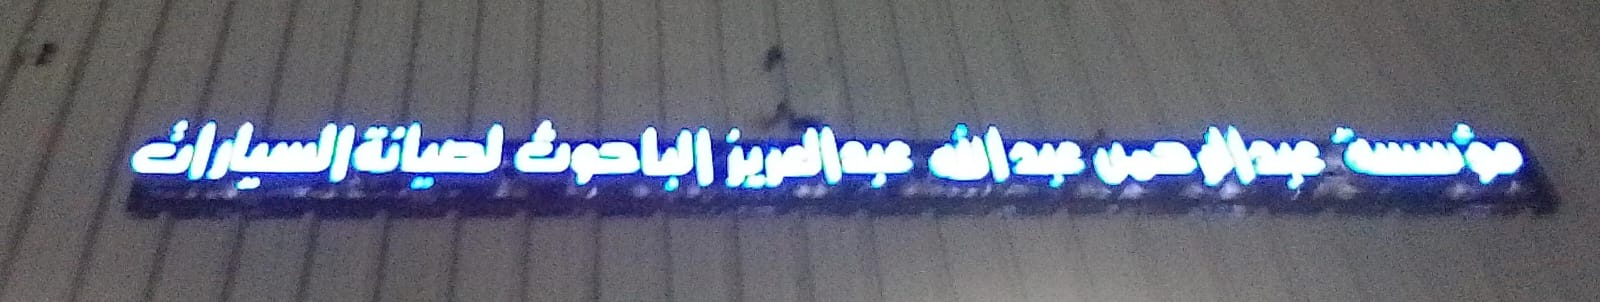 مؤسسة عبدالرحمن عبدالله عبدالعزيز الباحوث لصيانة السيارات